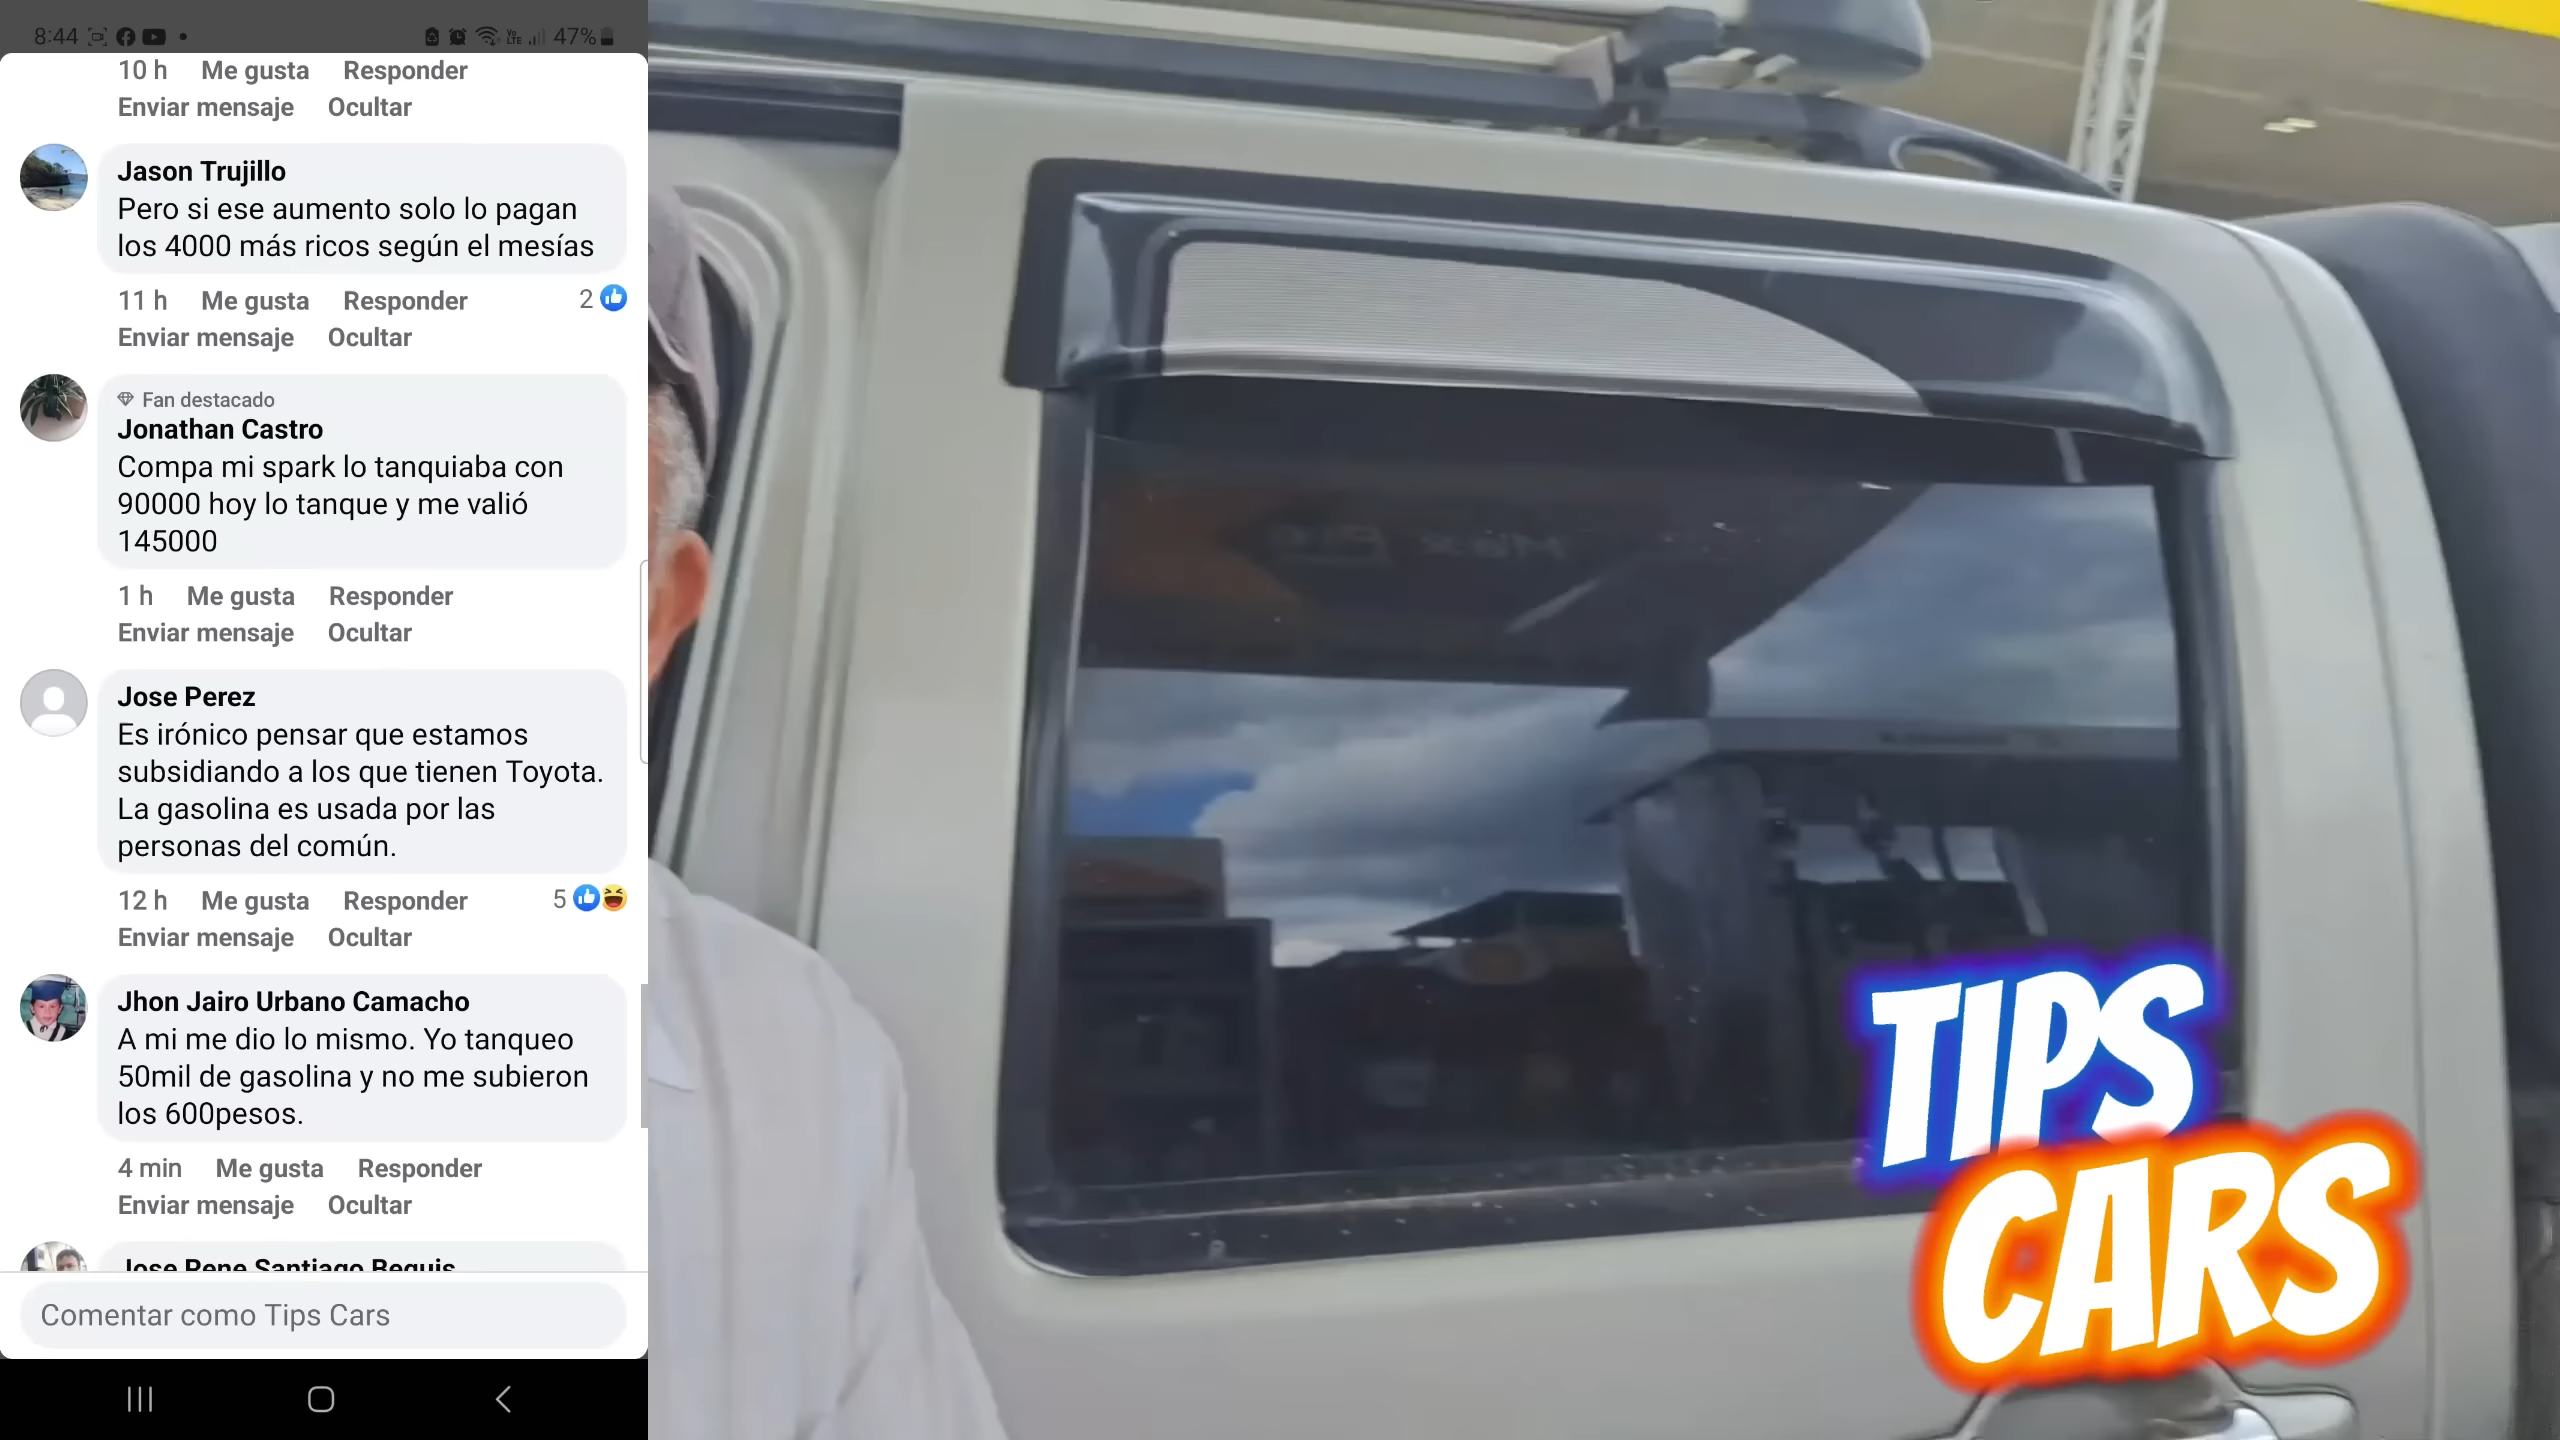 8:44
Vo
LTE
47%
10 h Me gusta Responder
Enviar mensaje Ocultar
Jason Trujillo
Pero si ese aumento solo lo pagan
los 4000 más ricos según el mesías
11 h Me gusta Responder 2
Enviar mensaje Ocultar
Fan destacado
Jonathan Castro
Compa mi spark lo tanquiaba con
90000 hoy lo tanque y me valió
145000
1 h Me gusta Responder
Enviar mensaje Ocultar
Jose Perez
Es irónico pensar que estamos
subsidiando a los que tienen Toyota.
La gasolina es usada por las
personas del común.
12 h Me gusta Responder 5
Enviar mensaje Ocultar
Jhon Jairo Urbano Camacho
A mi me dio lo mismo. Yo tanqueo
50mil de gasolina y no me subieron
los 600pesos.
4 min Me gusta Responder
Enviar mensaje Ocultar
Jose Rene Santiago Beguis
Comentar como Tips Cars
TIPS
CARS